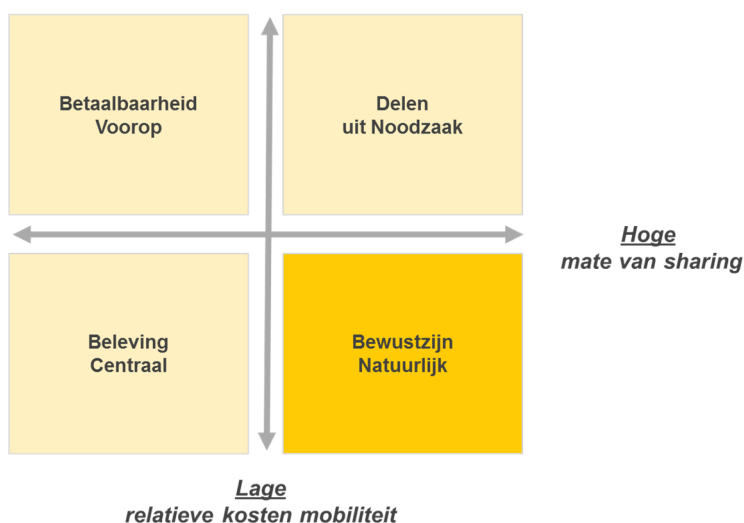 Betaalbaarheid
Voorop
Delen
uit Noodzaak
Hoge
mate van sharing
Beleving
Centraal
Bewustzijn
Natuurlijk
Lage
relatieve kosten mobiliteit